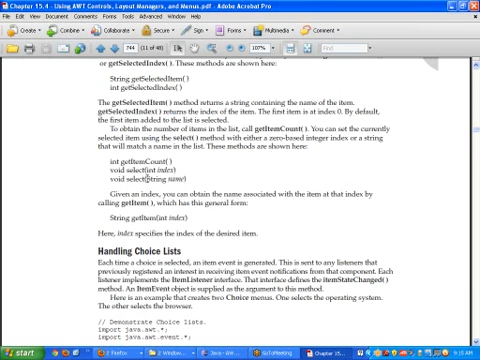 Chapter 15.4 - Using AWT Controls, Layout Managers, and Menus.pdf - Adobe Acrobat Pro
File Edit View Document Comments Forms Tools Advanced Window Help
Create Combine Collaborate Secure Sign Forms Multimedia Comment
744 (11 of 48) 107% Find
or getSelectedIndex( ). These methods are shown here:
String getSelectedItem( )
int getSelectedIndex( )
The getSelectedItem( ) method returns a string containing the name of the item.
getSelectedIndex( ) returns the index of the item. The first item is at index 0. By default,
the first item added to the list is selected.
To obtain the number of items in the list, call getItemCount( ). You can set the currently
selected item using the select( ) method with either a zero-based integer index or a string
that will match a name in the list. These methods are shown here:
int getItemCount( )
void select(int index)
void select(String name)
Given an index, you can obtain the name associated with the item at that index by
calling getItem( ), which has this general form:
String getItem(int index)
Here, index specifies the index of the desired item.
Handling Choice Lists
Each time a choice is selected, an item event is generated. This is sent to any listeners that
previously registered an interest in receiving item event notifications from that component. Each
listener implements the ItemListener interface. That interface defines the itemStateChanged( )
method. An ItemEvent object is supplied as the argument to this method.
Here is an example that creates two Choice menus. One selects the operating system.
The other selects the browser.
// Demonstrate Choice lists.
import java.awt.*;
import java.awt.event.*;
start 2 Firefox 2 Window... Java - AWT... GoToMeeting Chapter 15... 9:15 AM